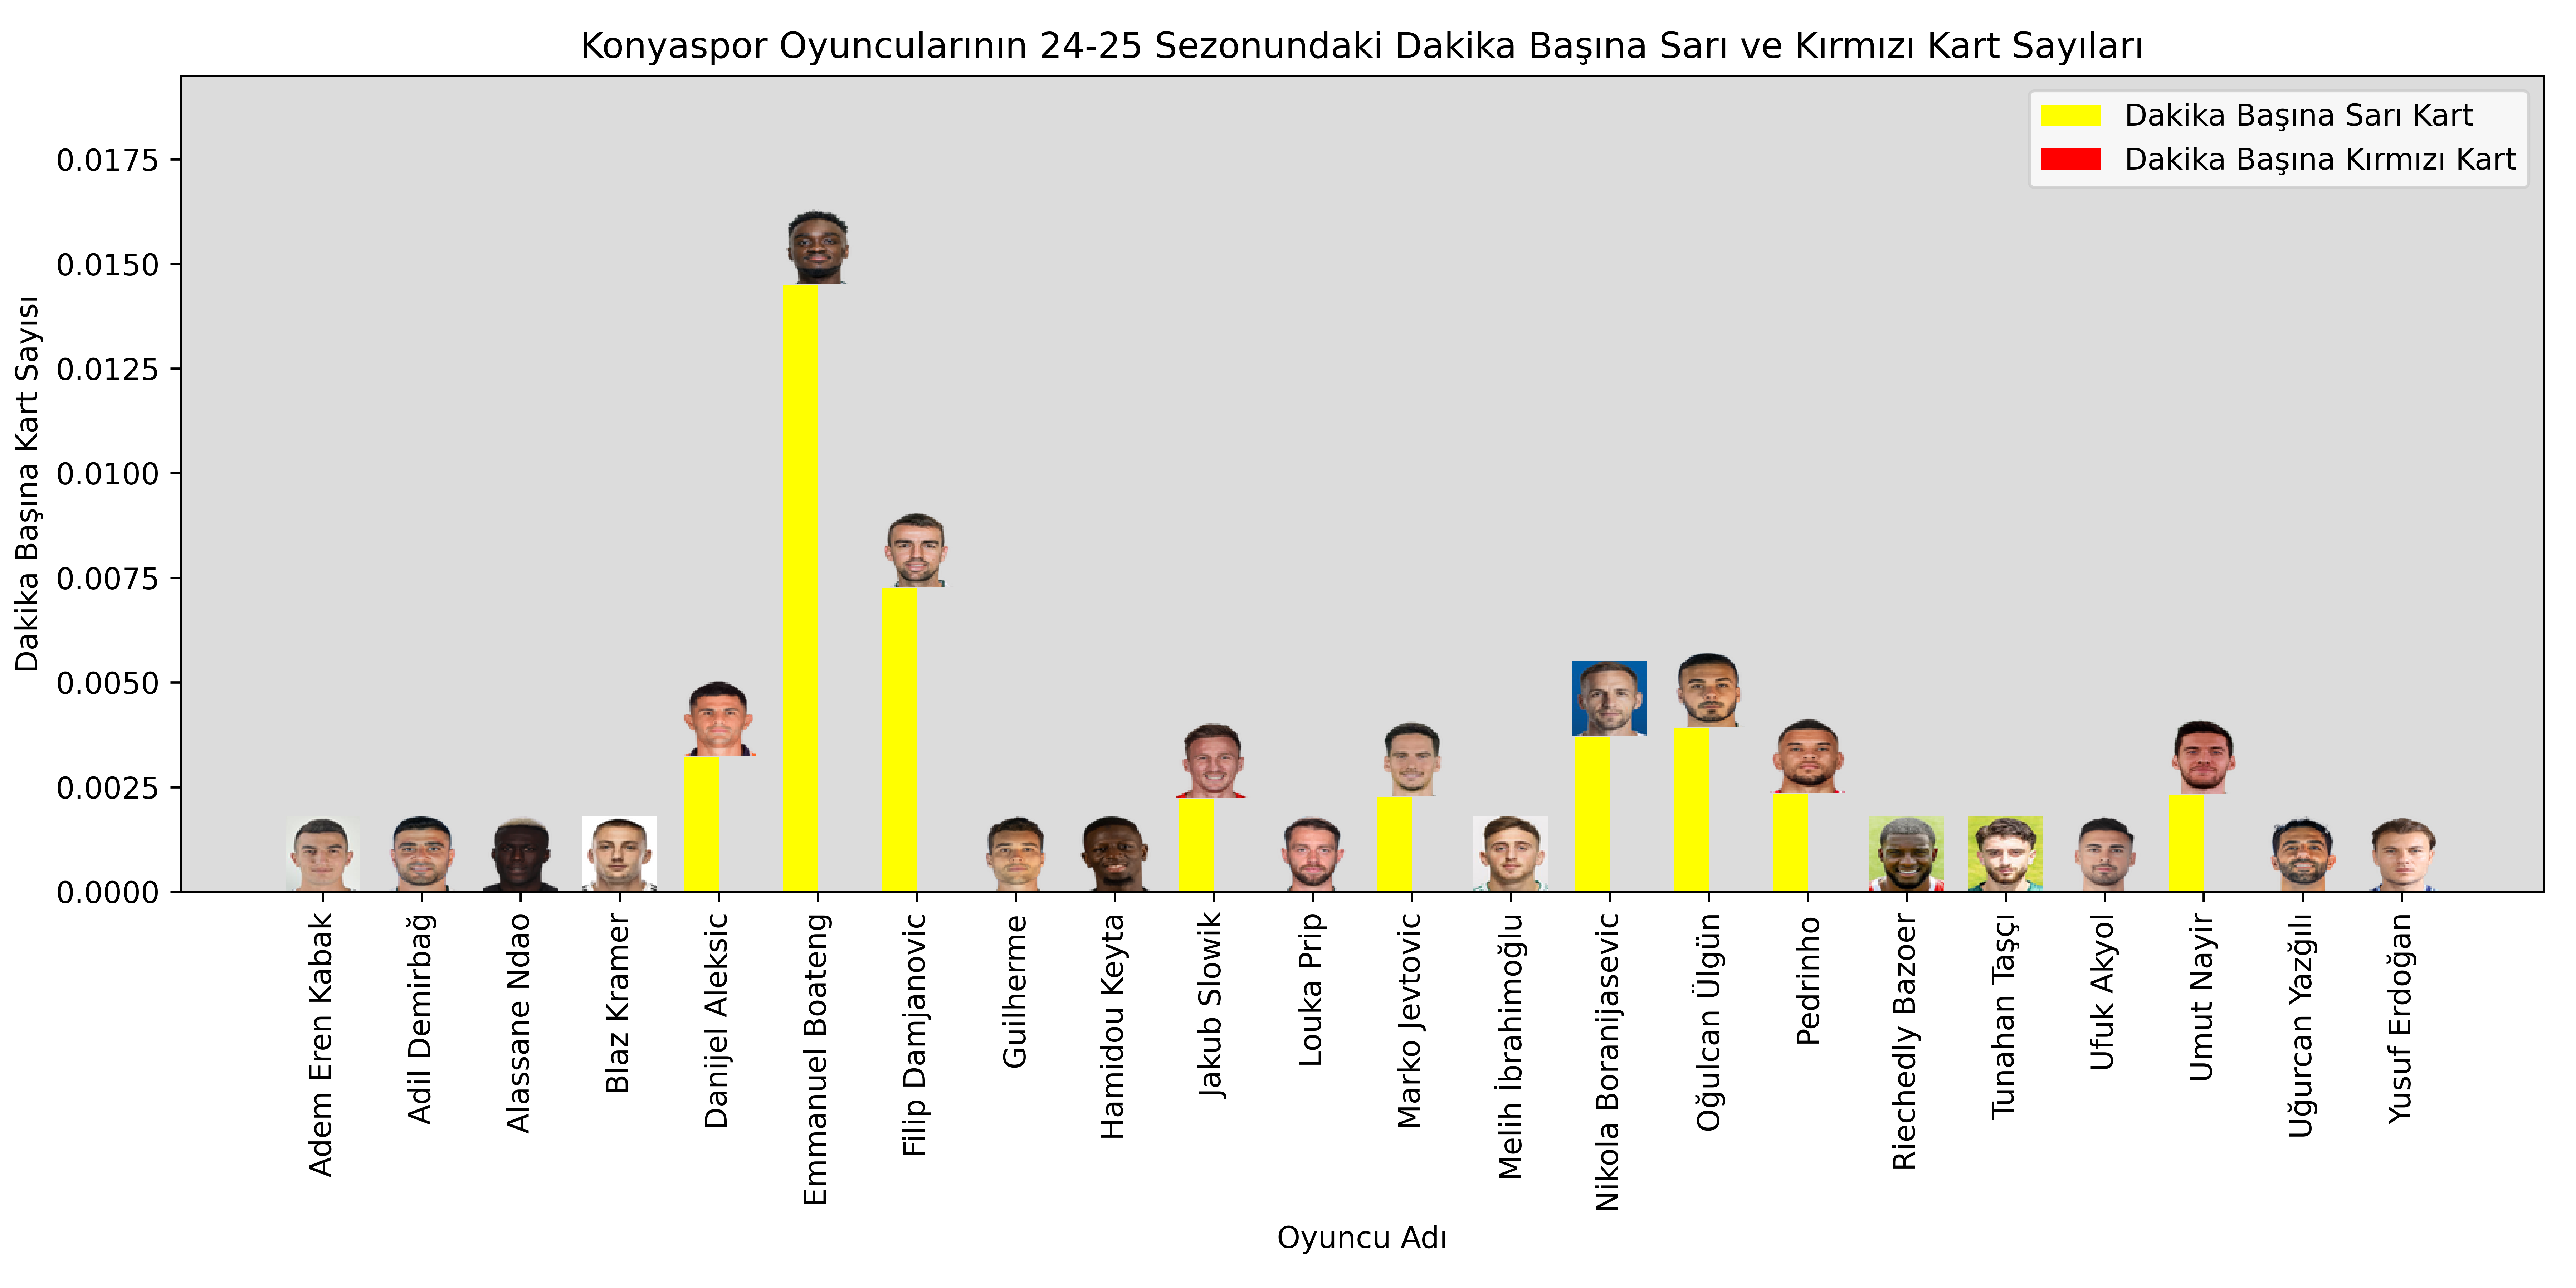 Konyaspor Oyuncularının 24-25 Sezonundaki Dakika Başına Sarı ve Kırmızı Kart Sayıları
Dakika Başına Sarı Kart
Dakika Başına Kırmızı Kart
Dakika Başına Kart Sayısı
0.0175
0.0150
0.0125
0.0100
0.0075
0.0050
0.0025
0.0000
Adem Eren Kabak
Adil Demirbağ
Alassane Ndao
Blaz Kramer
Danijel Aleksic
Emmanuel Boateng
Filip Damjanovic
Guilherme
Hamidou Keyta
Jakub Slowik
Louka Prip
Marko Jevtovic
Melih İbrahimoğlu
Nikola Boranijasevic
Oğulcan Ülgün
Pedrinho
Riechedly Bazoer
Tunahan Taşçı
Ufuk Akyol
Umut Nayir
Uğurcan Yazğılı
Yusuf Erdoğan
Oyuncu Adı